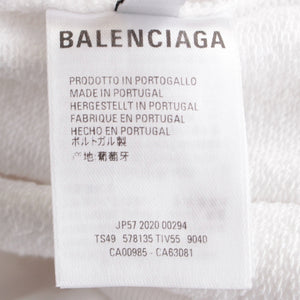 BALENCIAGA
PRODOTTO IN PORTOGALLO
MADE IN PORTUGAL
HERGESTELLT IN PORTUGAL
FABRIQUE EN PORTUGAL
HECHO EN PORTUGAL
ポルトガル製
产地:葡萄牙
JP57 2020 00294
TS49 578135 TIV55 9040
CA00985 - CA63081